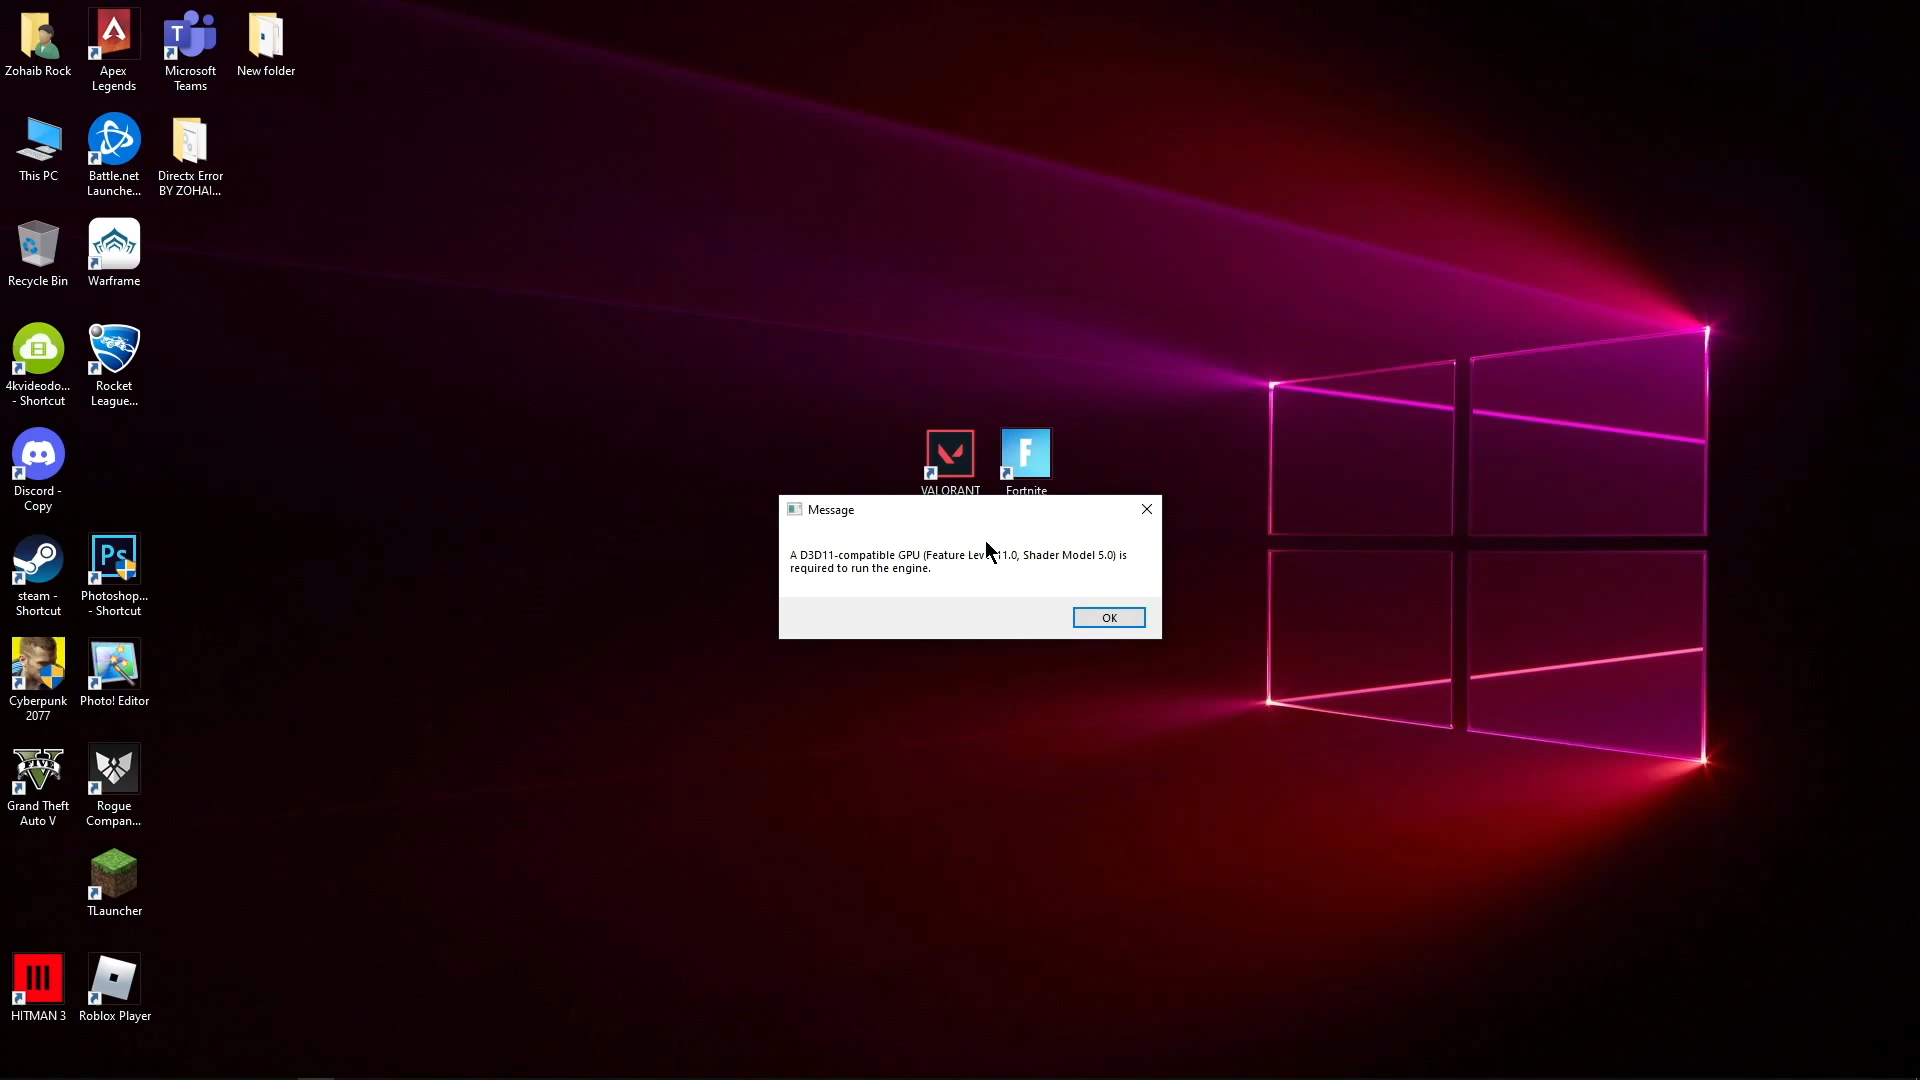 Zohaib Rock
Apex
Legends
Microsoft
Teams
New folder
This PC
Battle.net
Launche...
Directx Error
BY ZOHAI...
Recycle Bin
Warframe
4kvideodo...
- Shortcut
Rocket
League...
Discord -
Copy
VALORANT
Fortnite
steam -
Shortcut
Photoshop...
- Shortcut
Cyberpunk
2077
Photo! Editor
Grand Theft
Auto V
Rogue
Compan...
TLauncher
HITMAN 3
Roblox Player
Message
A D3D11-compatible GPU (Feature 11.0, Shader Model 5.0) is
required to run the engine.
OK